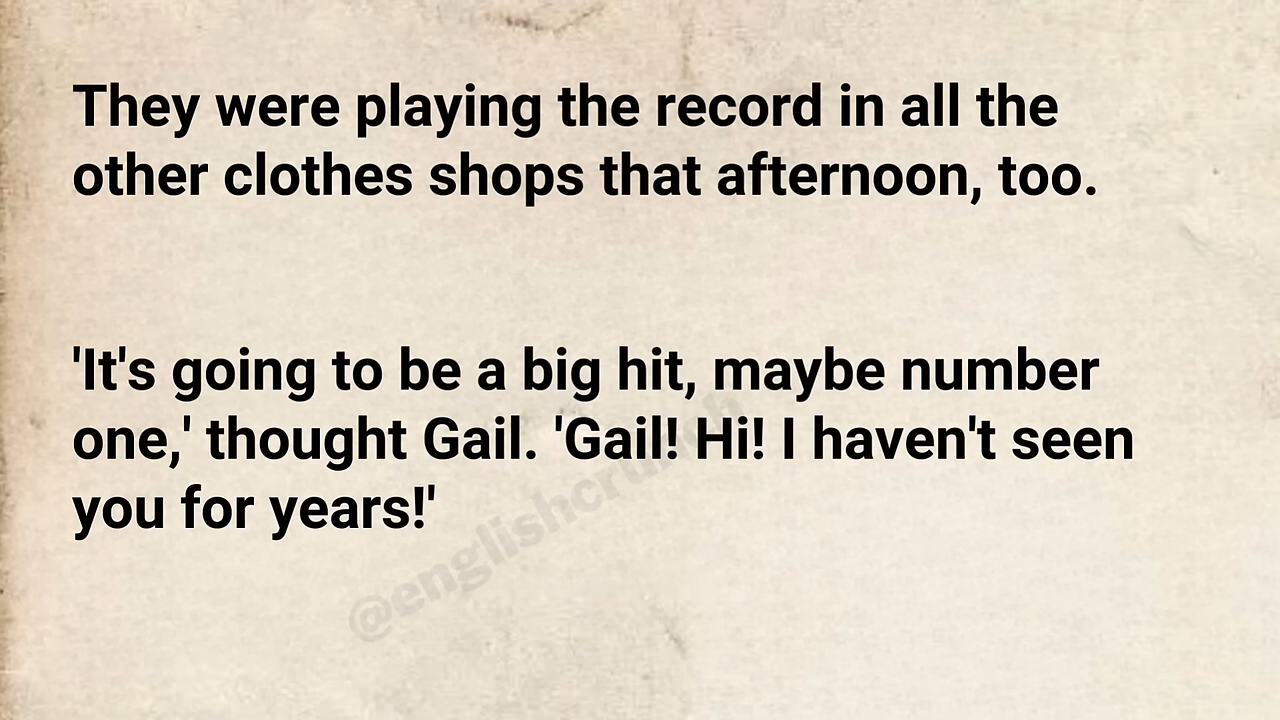 They were playing the record in all the
other clothes shops that afternoon, too.
'It's going to be a big hit, maybe number
one,' thought Gail. 'Gail! Hi! I haven't seen
you for years!'